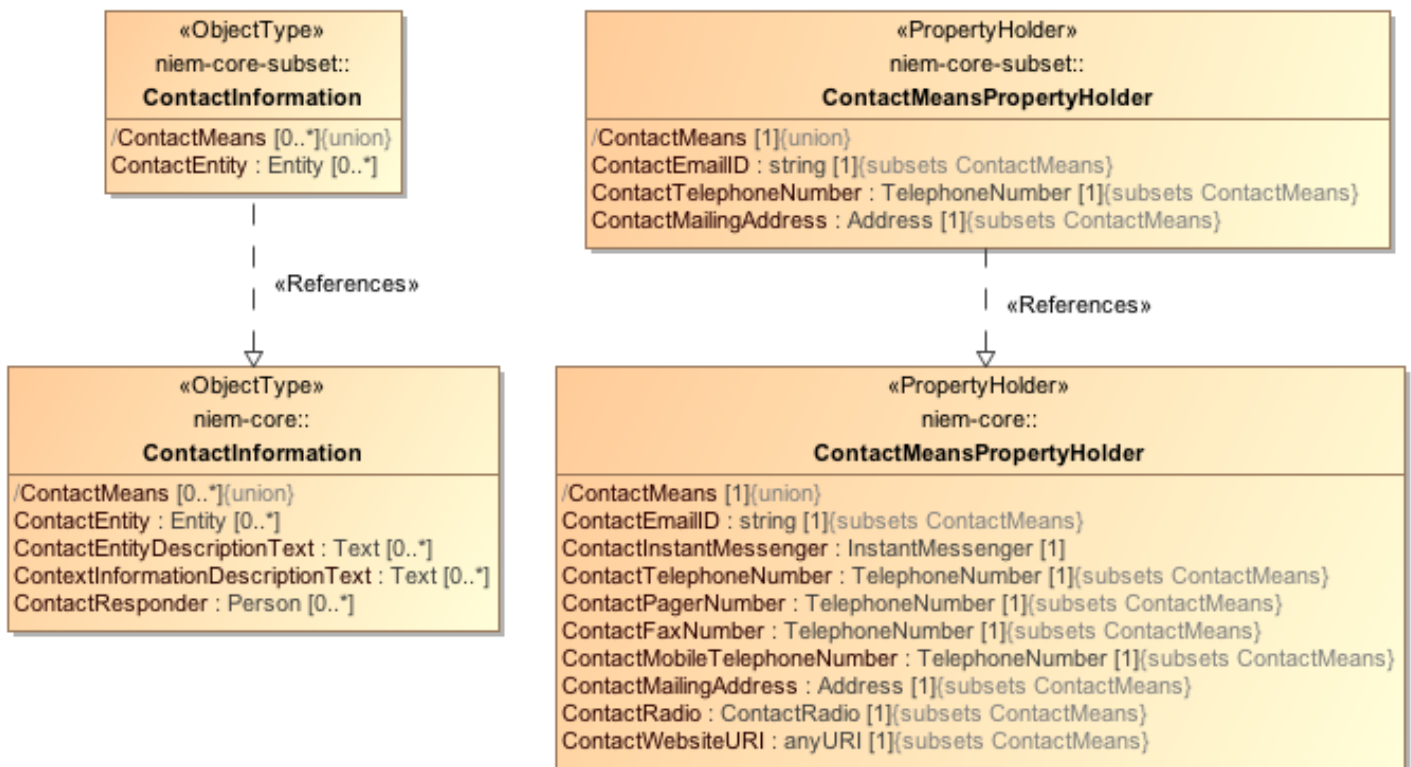 «ObjectType»
niem-core-subset::
ContactInformation
/ContactMeans [0..*]{union}
ContactEntity : Entity [0..*]
«PropertyHolder»
niem-core-subset::
ContactMeansPropertyHolder
/ContactMeans [1]{union}
ContactEmailID : string [1]{subsets ContactMeans}
ContactTelephoneNumber : TelephoneNumber [1]{subsets ContactMeans}
ContactMailingAddress : Address [1]{subsets ContactMeans}
«References»
«References»
«ObjectType»
niem-core::
ContactInformation
/ContactMeans [0..*]{union}
ContactEntity : Entity [0..*]
ContactEntityDescriptionText : Text [0..*]
ContextInformationDescriptionText : Text [0..*]
ContactResponder : Person [0..*]
«PropertyHolder»
niem-core::
ContactMeansPropertyHolder
/ContactMeans [1]{union}
ContactEmailID : string [1]{subsets ContactMeans}
ContactInstantMessenger : InstantMessenger [1]
ContactTelephoneNumber : TelephoneNumber [1]{subsets ContactMeans}
ContactPagerNumber : TelephoneNumber [1]{subsets ContactMeans}
ContactFaxNumber : TelephoneNumber [1]{subsets ContactMeans}
ContactMobileTelephoneNumber : TelephoneNumber [1]{subsets ContactMeans}
ContactMailingAddress : Address [1]{subsets ContactMeans}
ContactRadio : ContactRadio [1]{subsets ContactMeans}
ContactWebsiteURI : anyURI [1]{subsets ContactMeans}